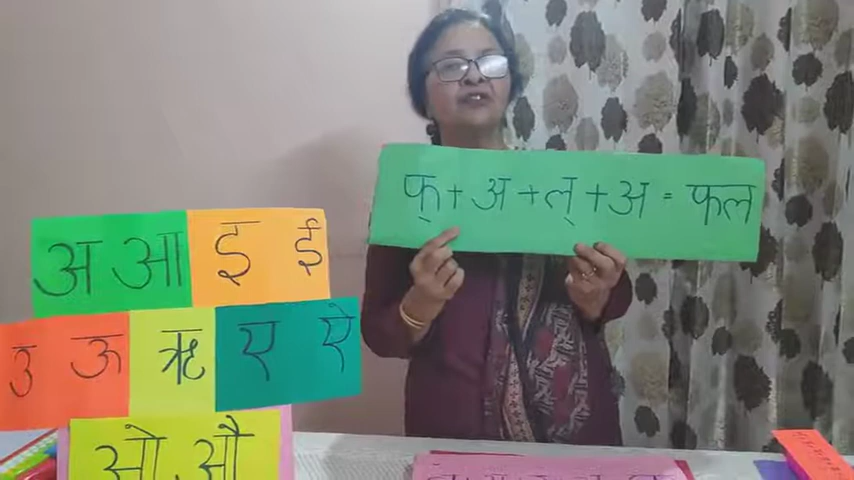 फ् + अ + ल् + अ = फल
अ आ इ ई
उ ऊ ऋ ए ऐ
ओ औ